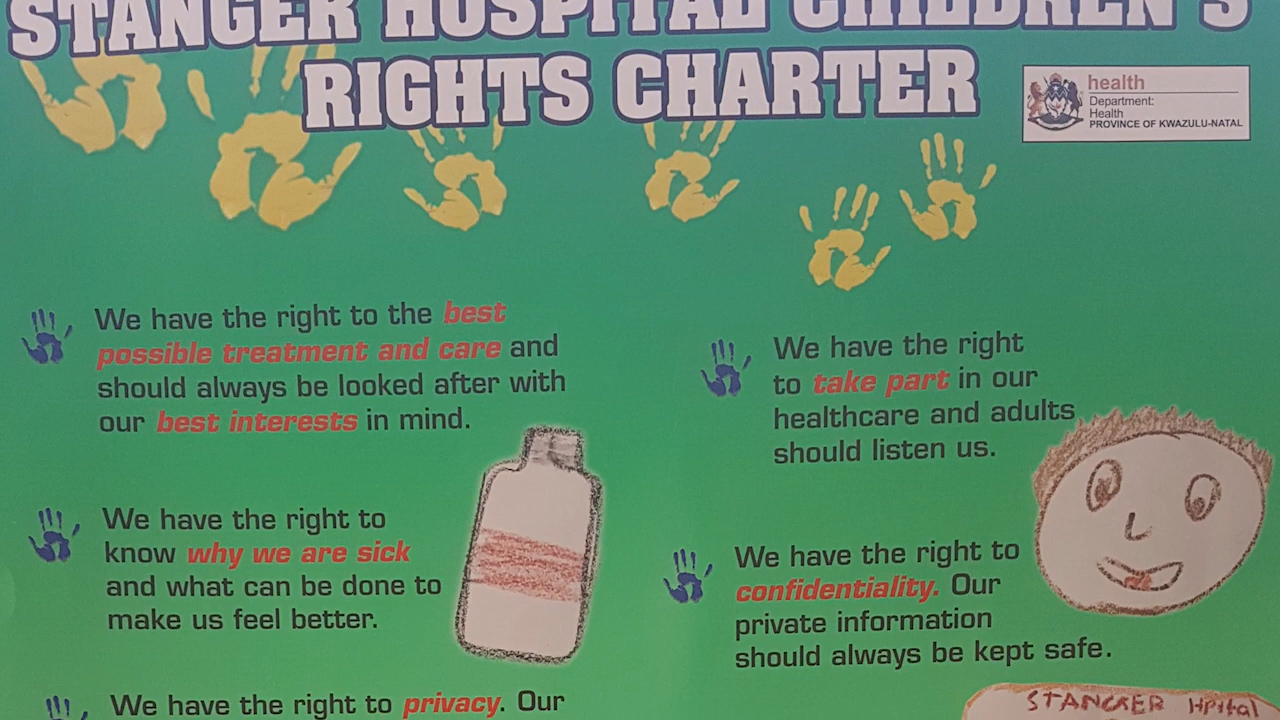 STANGER HOSPITAL CHILDREN'S
RIGHTS CHARTER
health
Department:
Health
PROVINCE OF KWAZULU-NATAL
We have the right to the best
possible treatment and care and
should always be looked after with
our best interests in mind.
We have the right to
know why we are sick
and what can be done to
make us feel better.
We have the right to privacy. Our
We have the right
to take part in our
healthcare and adults
should listen us.
We have the right to
confidentiality. Our
private information
should always be kept safe.
STANGER HPital